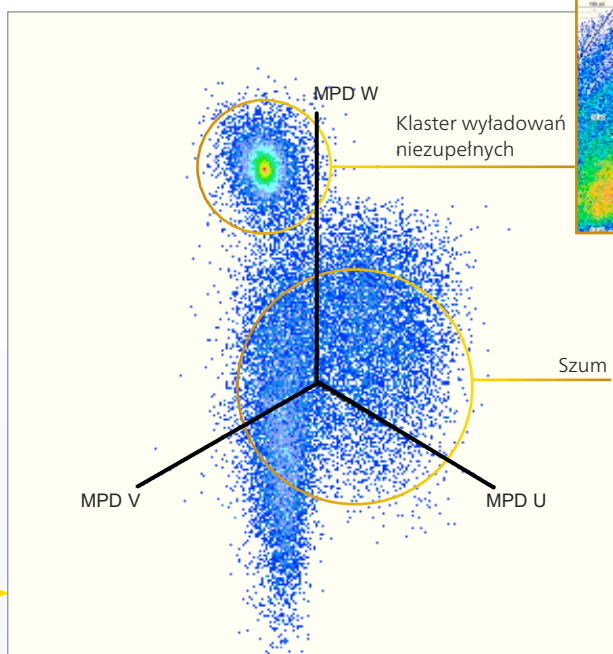 MPD W
Klaster wyładowań
niezupełnych
Szum
MPD V
MPD U